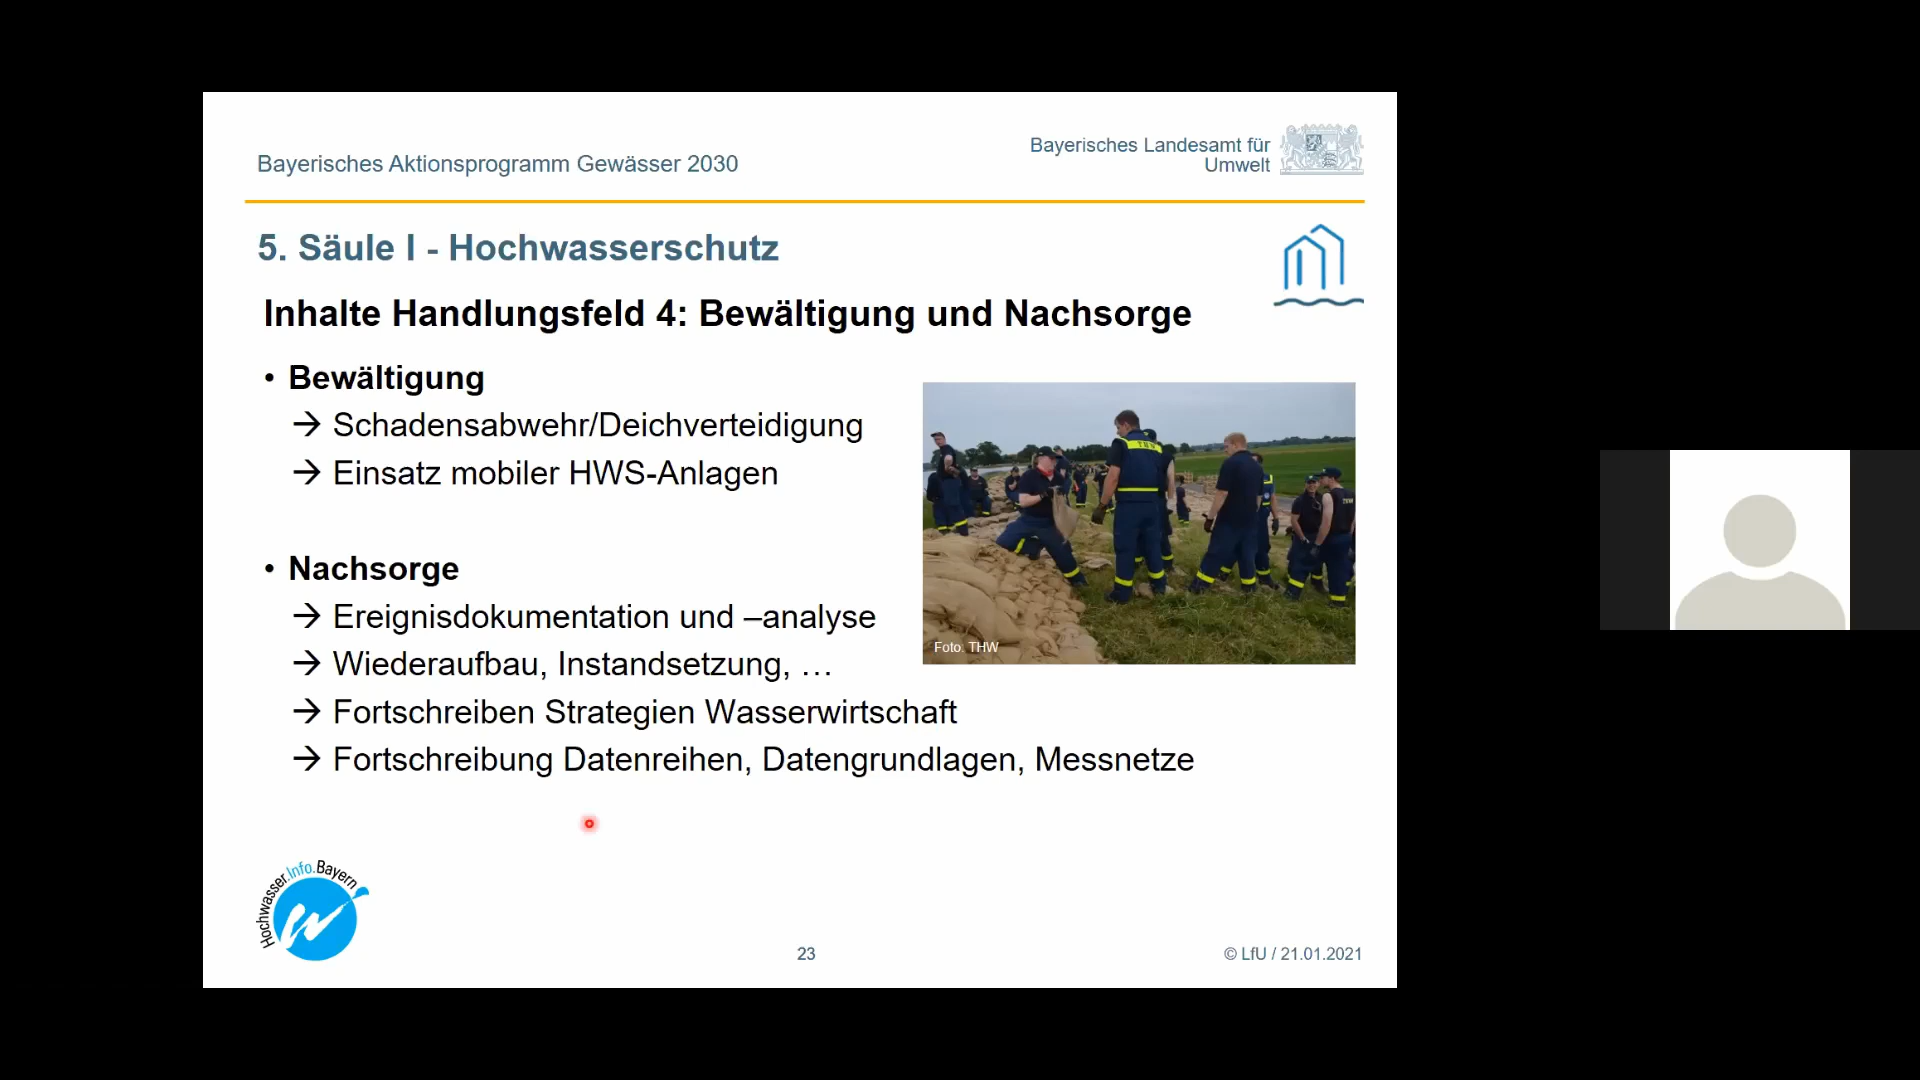 Bayerisches Aktionsprogramm Gewässer 2030
Bayerisches Landesamt für
Umwelt
5. Säule I - Hochwasserschutz
Inhalte Handlungsfeld 4: Bewältigung und Nachsorge
• Bewältigung
→ Schadensabwehr/Deichverteidigung
→ Einsatz mobiler HWS-Anlagen
• Nachsorge
→ Ereignisdokumentation und –analyse
→ Wiederaufbau, Instandsetzung, …
→ Fortschreiben Strategien Wasserwirtschaft
→ Fortschreibung Datenreihen, Datengrundlagen, Messnetze
THW
Foto: THW
Hochwasser.Info.Bayern
23
© LfU / 21.01.2021